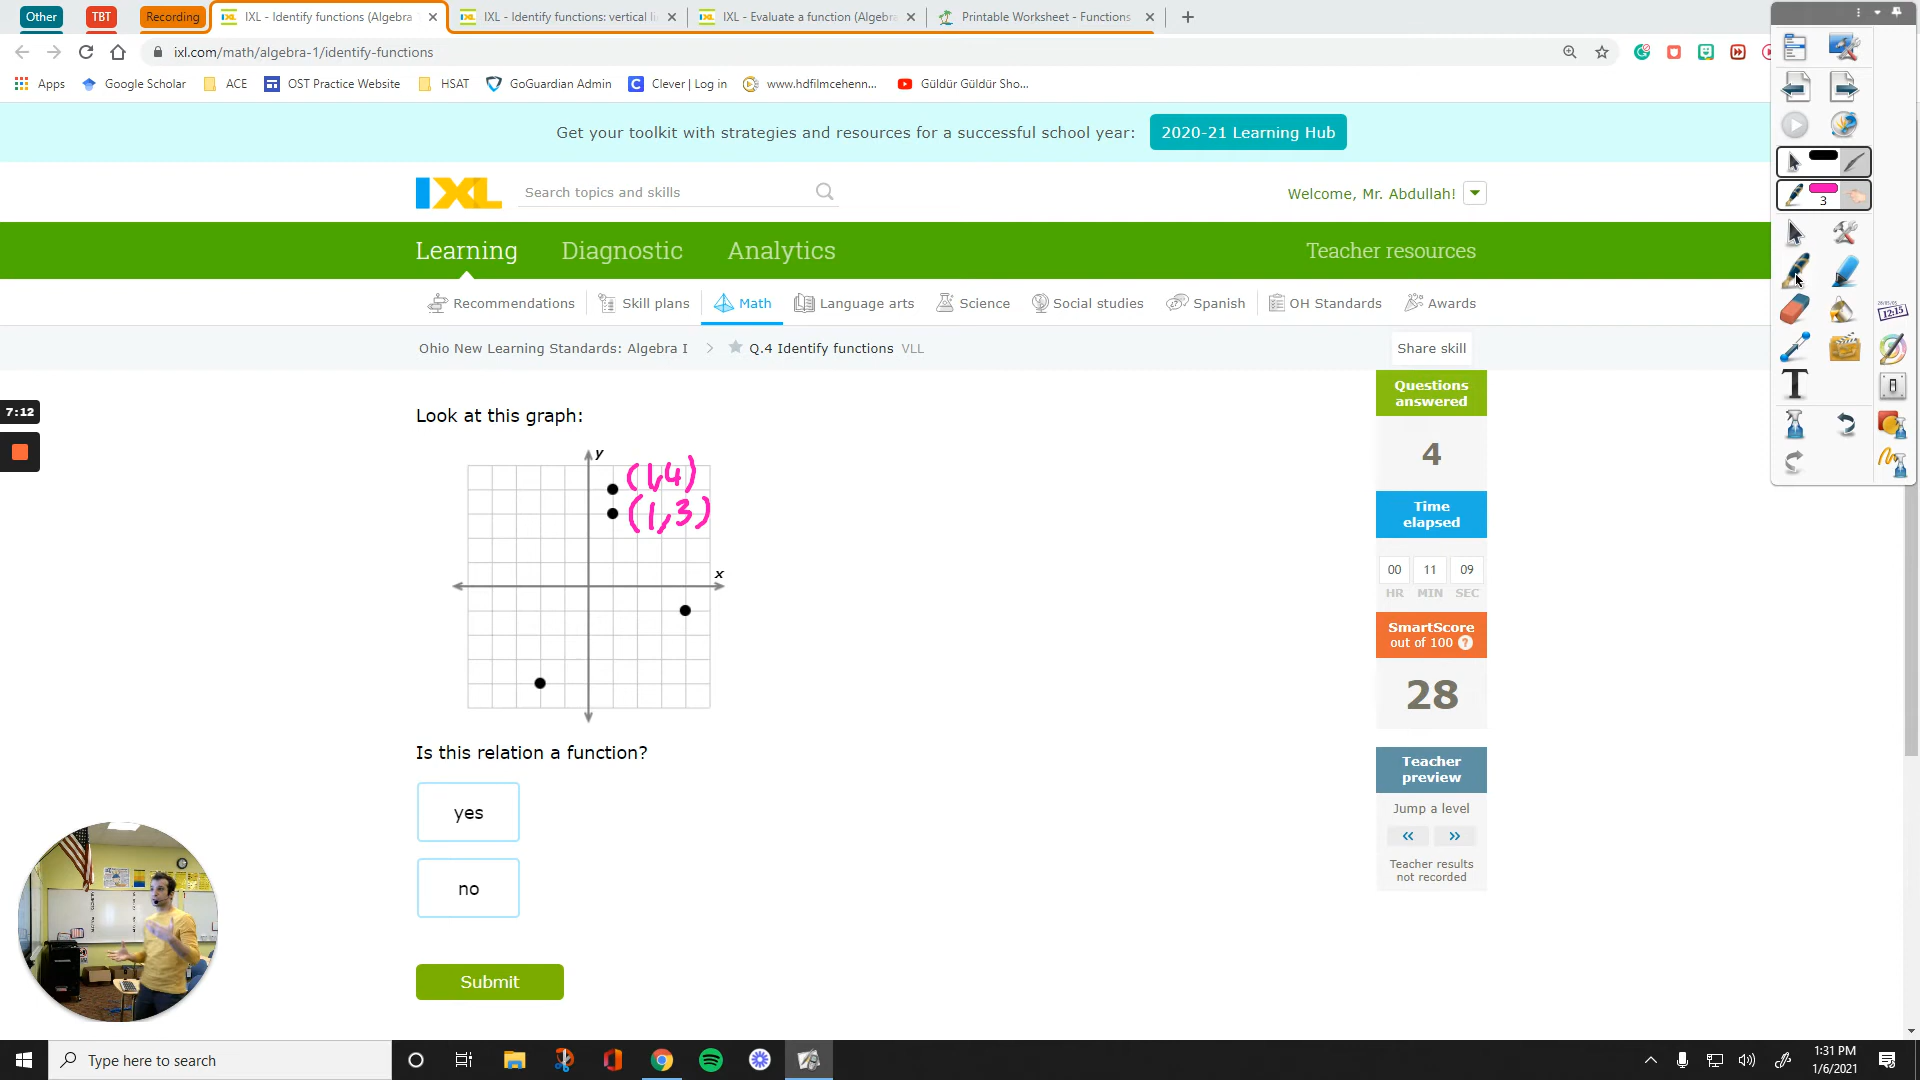 Other
TBT
Recording
IXL - Identify functions (Algebra
IXL - Identify functions: vertical li
IXL - Evaluate a function (Algebra
Printable Worksheet - Functions
ixl.com/math/algebra-1/identify-functions
Apps
Google Scholar
ACE
OST Practice Website
HSAT
GoGuardian Admin
Clever | Log in
www.hdfilmcehenn...
Güldür Güldür Sho...
Get your toolkit with strategies and resources for a successful school year:
2020-21 Learning Hub
IXL
Search topics and skills
Welcome, Mr. Abdullah!
Learning
Diagnostic
Analytics
Teacher resources
Recommendations
Skill plans
Math
Language arts
Science
Social studies
Spanish
OH Standards
Awards
Ohio New Learning Standards: Algebra I
Q.4 Identify functions VLL
Share skill
7:12
Look at this graph:
y
(1,4)
(1,3)
x
Is this relation a function?
yes
no
Submit
Questions
answered
4
Time
elapsed
00 11 09
HR MIN SEC
SmartScore
out of 100 ?
28
Teacher
preview
Jump a level
<< >>
Teacher results
not recorded
3
12:15
T
Type here to search
1:31 PM
1/6/2021